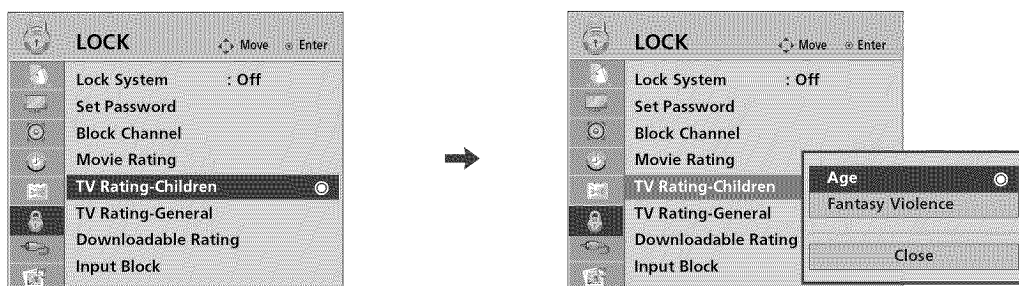 LOCK Move Enter
Lock System : Off
Set Password
Block Channel
Movie Rating
TV Rating-Children
TV Rating-General
Downloadable Rating
Input Block
LOCK Move Enter
Lock System : Off
Set Password
Block Channel
Movie Rating
TV Rating-Children
TV Rating-General
Downloadable Rating
Input Block
Age
Fantasy Violence
Close